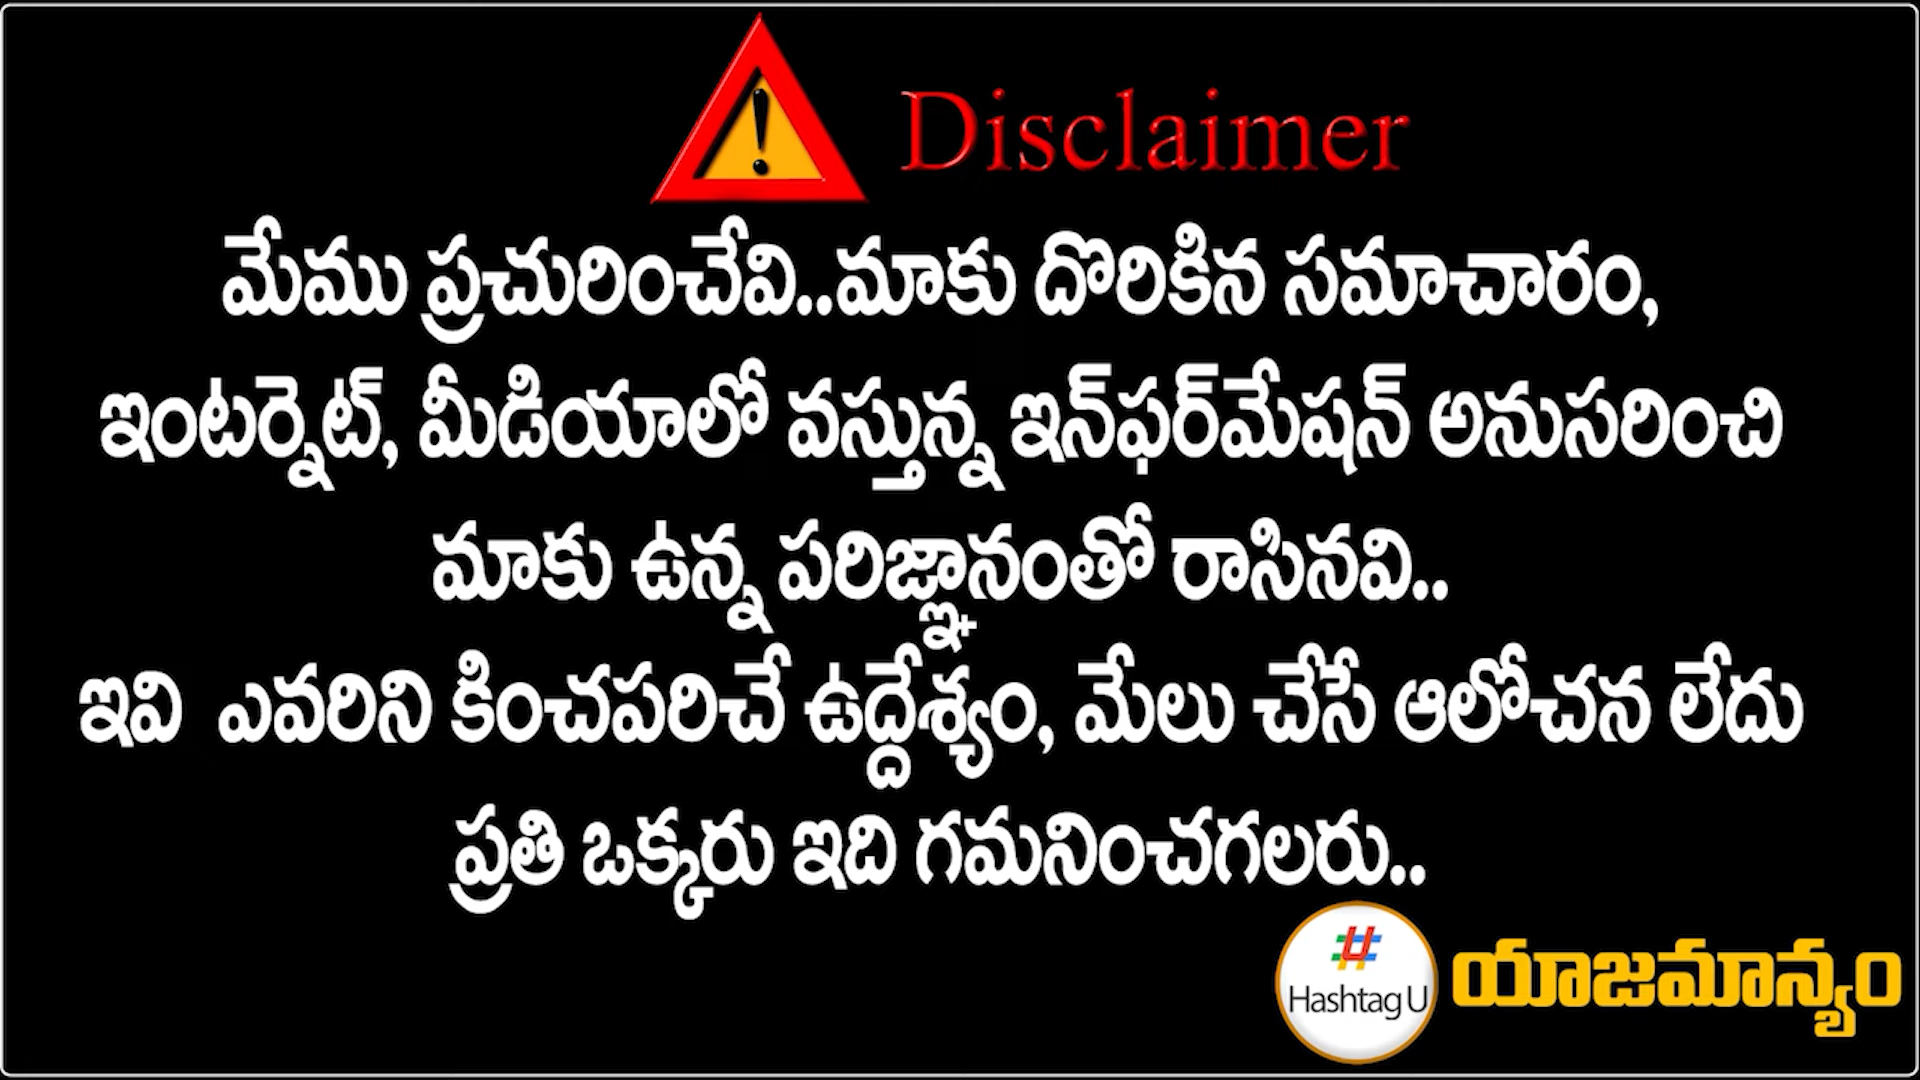 Disclaimer
మేము ప్రచురించేవి..మాకు దొరికిన సమాచారం,
ఇంటర్నెట్, మీడియాలో వస్తున్న ఇన్‌ఫర్‌మేషన్ అనుసరించి
మాకు ఉన్న పరిజ్ఞానంతో రాసినవి..
ఇవి ఎవరిని కించపరిచే ఉద్దేశ్యం, మేలు చేసే ఆలోచన లేదు
ప్రతి ఒక్కరు ఇది గమనించగలరు..
#
Hashtag U
యాజమాన్యం